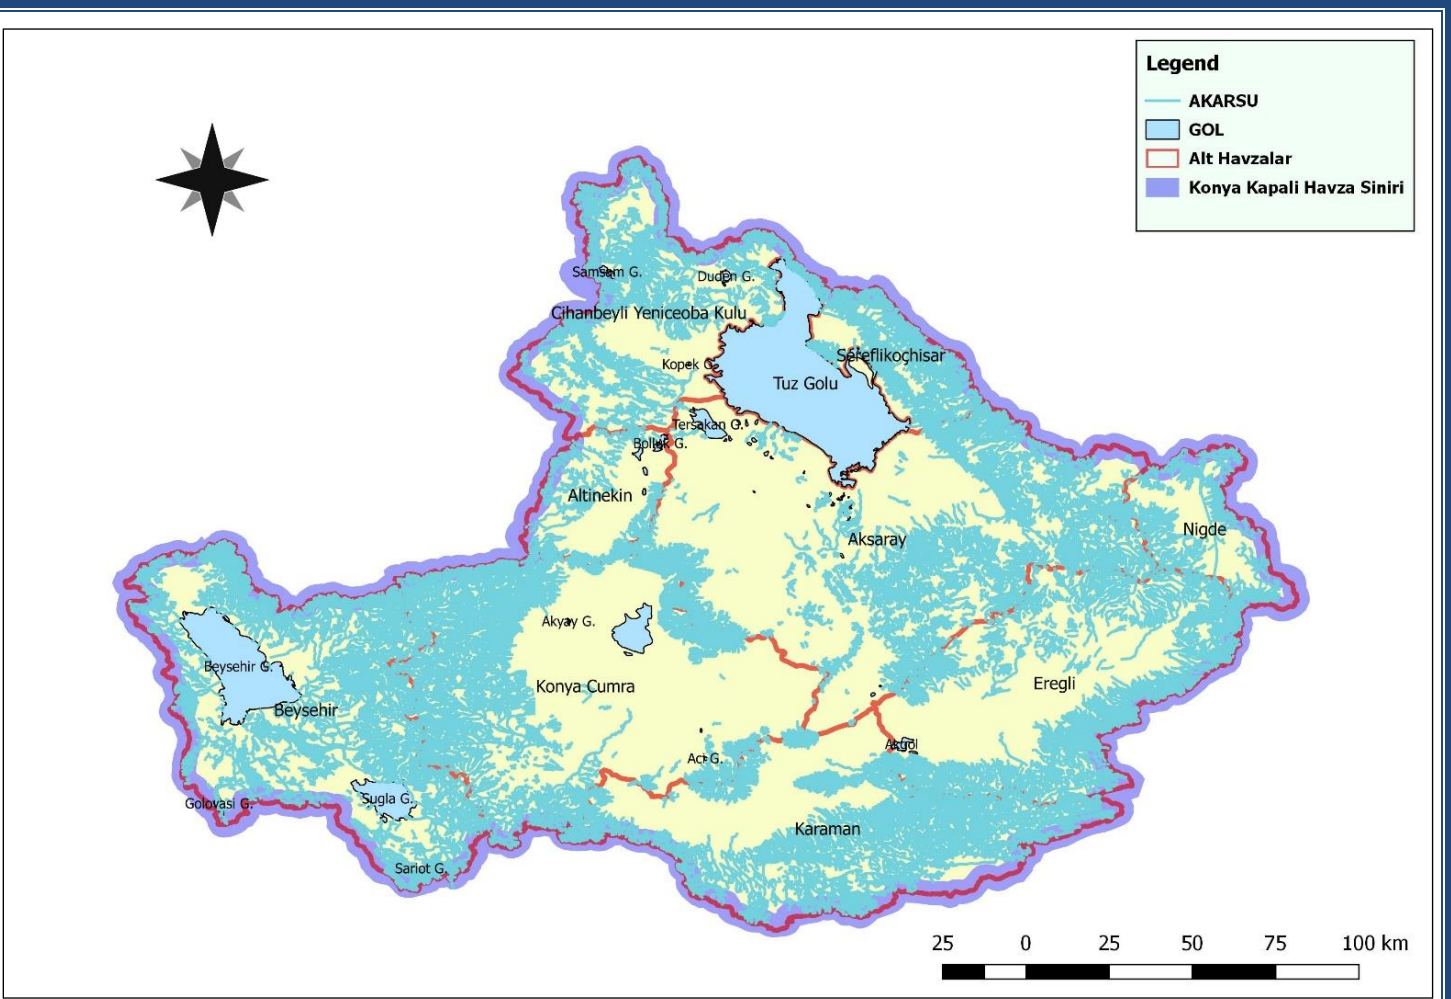 Legend
AKARSU
GOL
Alt Havzalar
Konya Kapali Havza Siniri
Samsam G.
Duden G.
Cihanbeyli Yeniceoba Kulu
Sereflikochisar
Kopek G.
Tuz Golu
Tersakan G.
Bolluk G.
Altinekin
Nigde
Aksaray
Akyay G.
Beysehir G.
Eregli
Konya Cumra
Beysehir
Akgol
Aci G.
Sugla G.
Golovasi G.
Karaman
Sariot G.
25 0 25 50 75 100 km